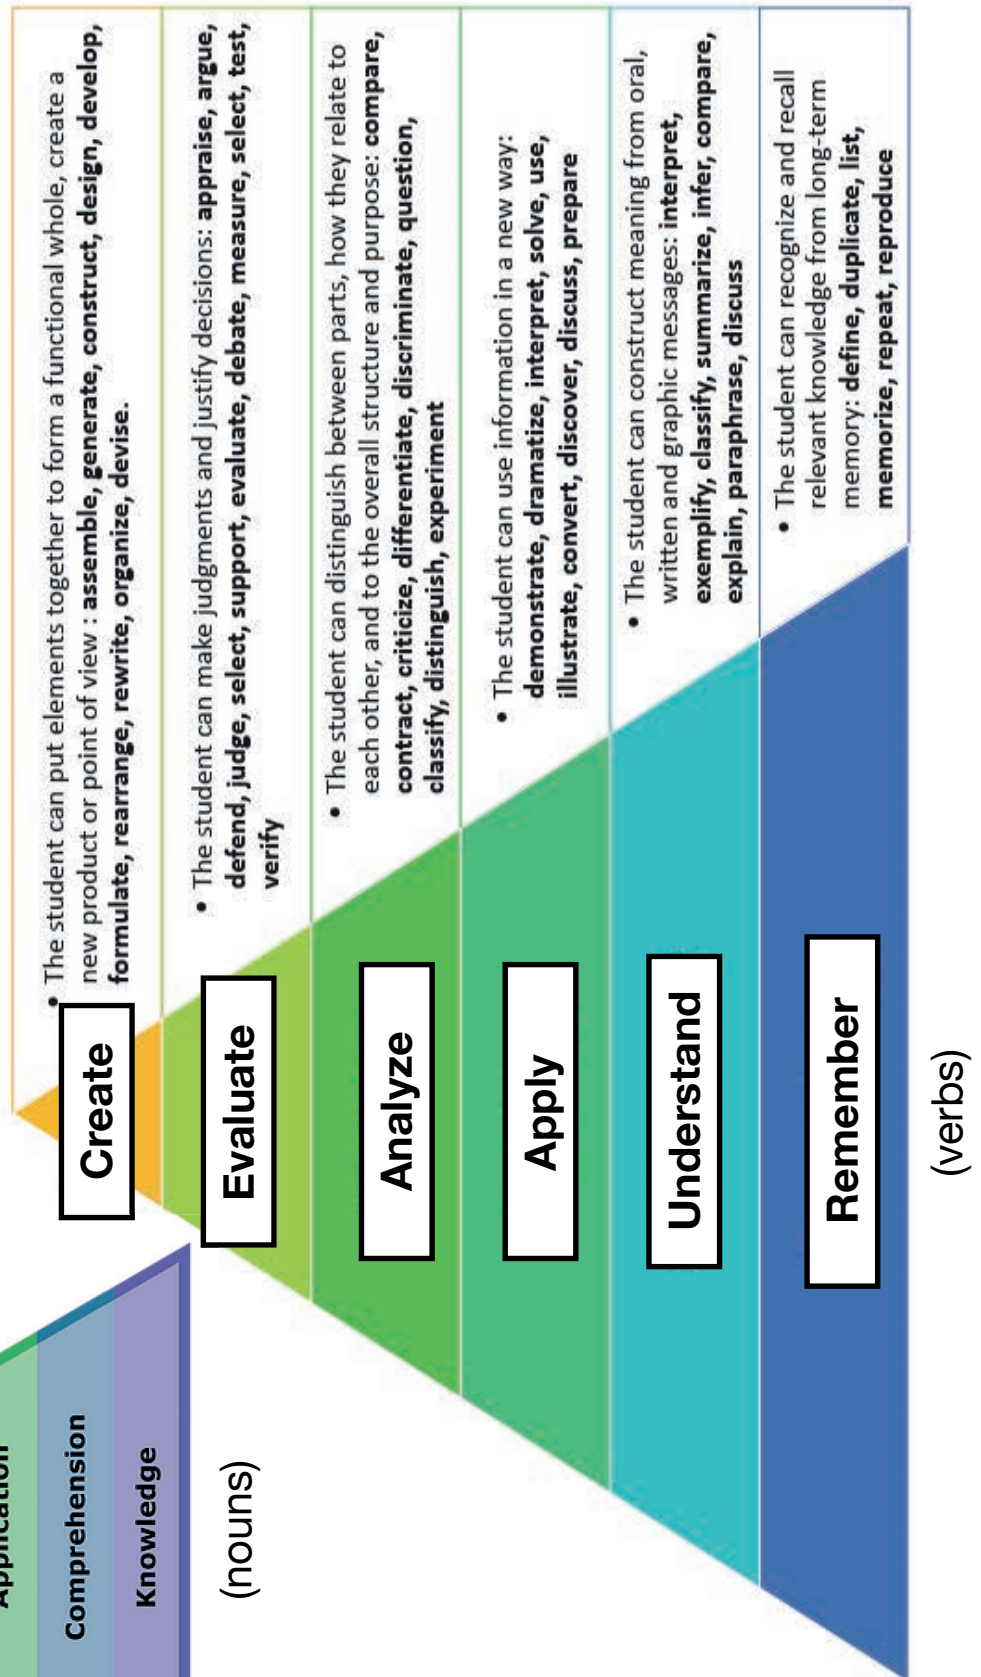 Application
Comprehension
Knowledge
(nouns)
Create
• The student can put elements together to form a functional whole, create a
new product or point of view : assemble, generate, construct, design, develop,
formulate, rearrange, rewrite, organize, devise.
Evaluate
• The student can make judgments and justify decisions: appraise, argue,
defend, judge, select, support, evaluate, debate, measure, select, test,
verify
Analyze
• The student can distinguish between parts, how they relate to
each other, and to the overall structure and purpose: compare,
contract, criticize, differentiate, discriminate, question,
classify, distinguish, experiment
Apply
• The student can use information in a new way:
demonstrate, dramatize, interpret, solve, use,
illustrate, convert, discover, discuss, prepare
Understand
• The student can construct meaning from oral,
written and graphic messages: interpret,
exemplify, classify, summarize, infer, compare,
explain, paraphrase, discuss
Remember
• The student can recognize and recall
relevant knowledge from long-term
memory: define, duplicate, list,
memorize, repeat, reproduce
(verbs)